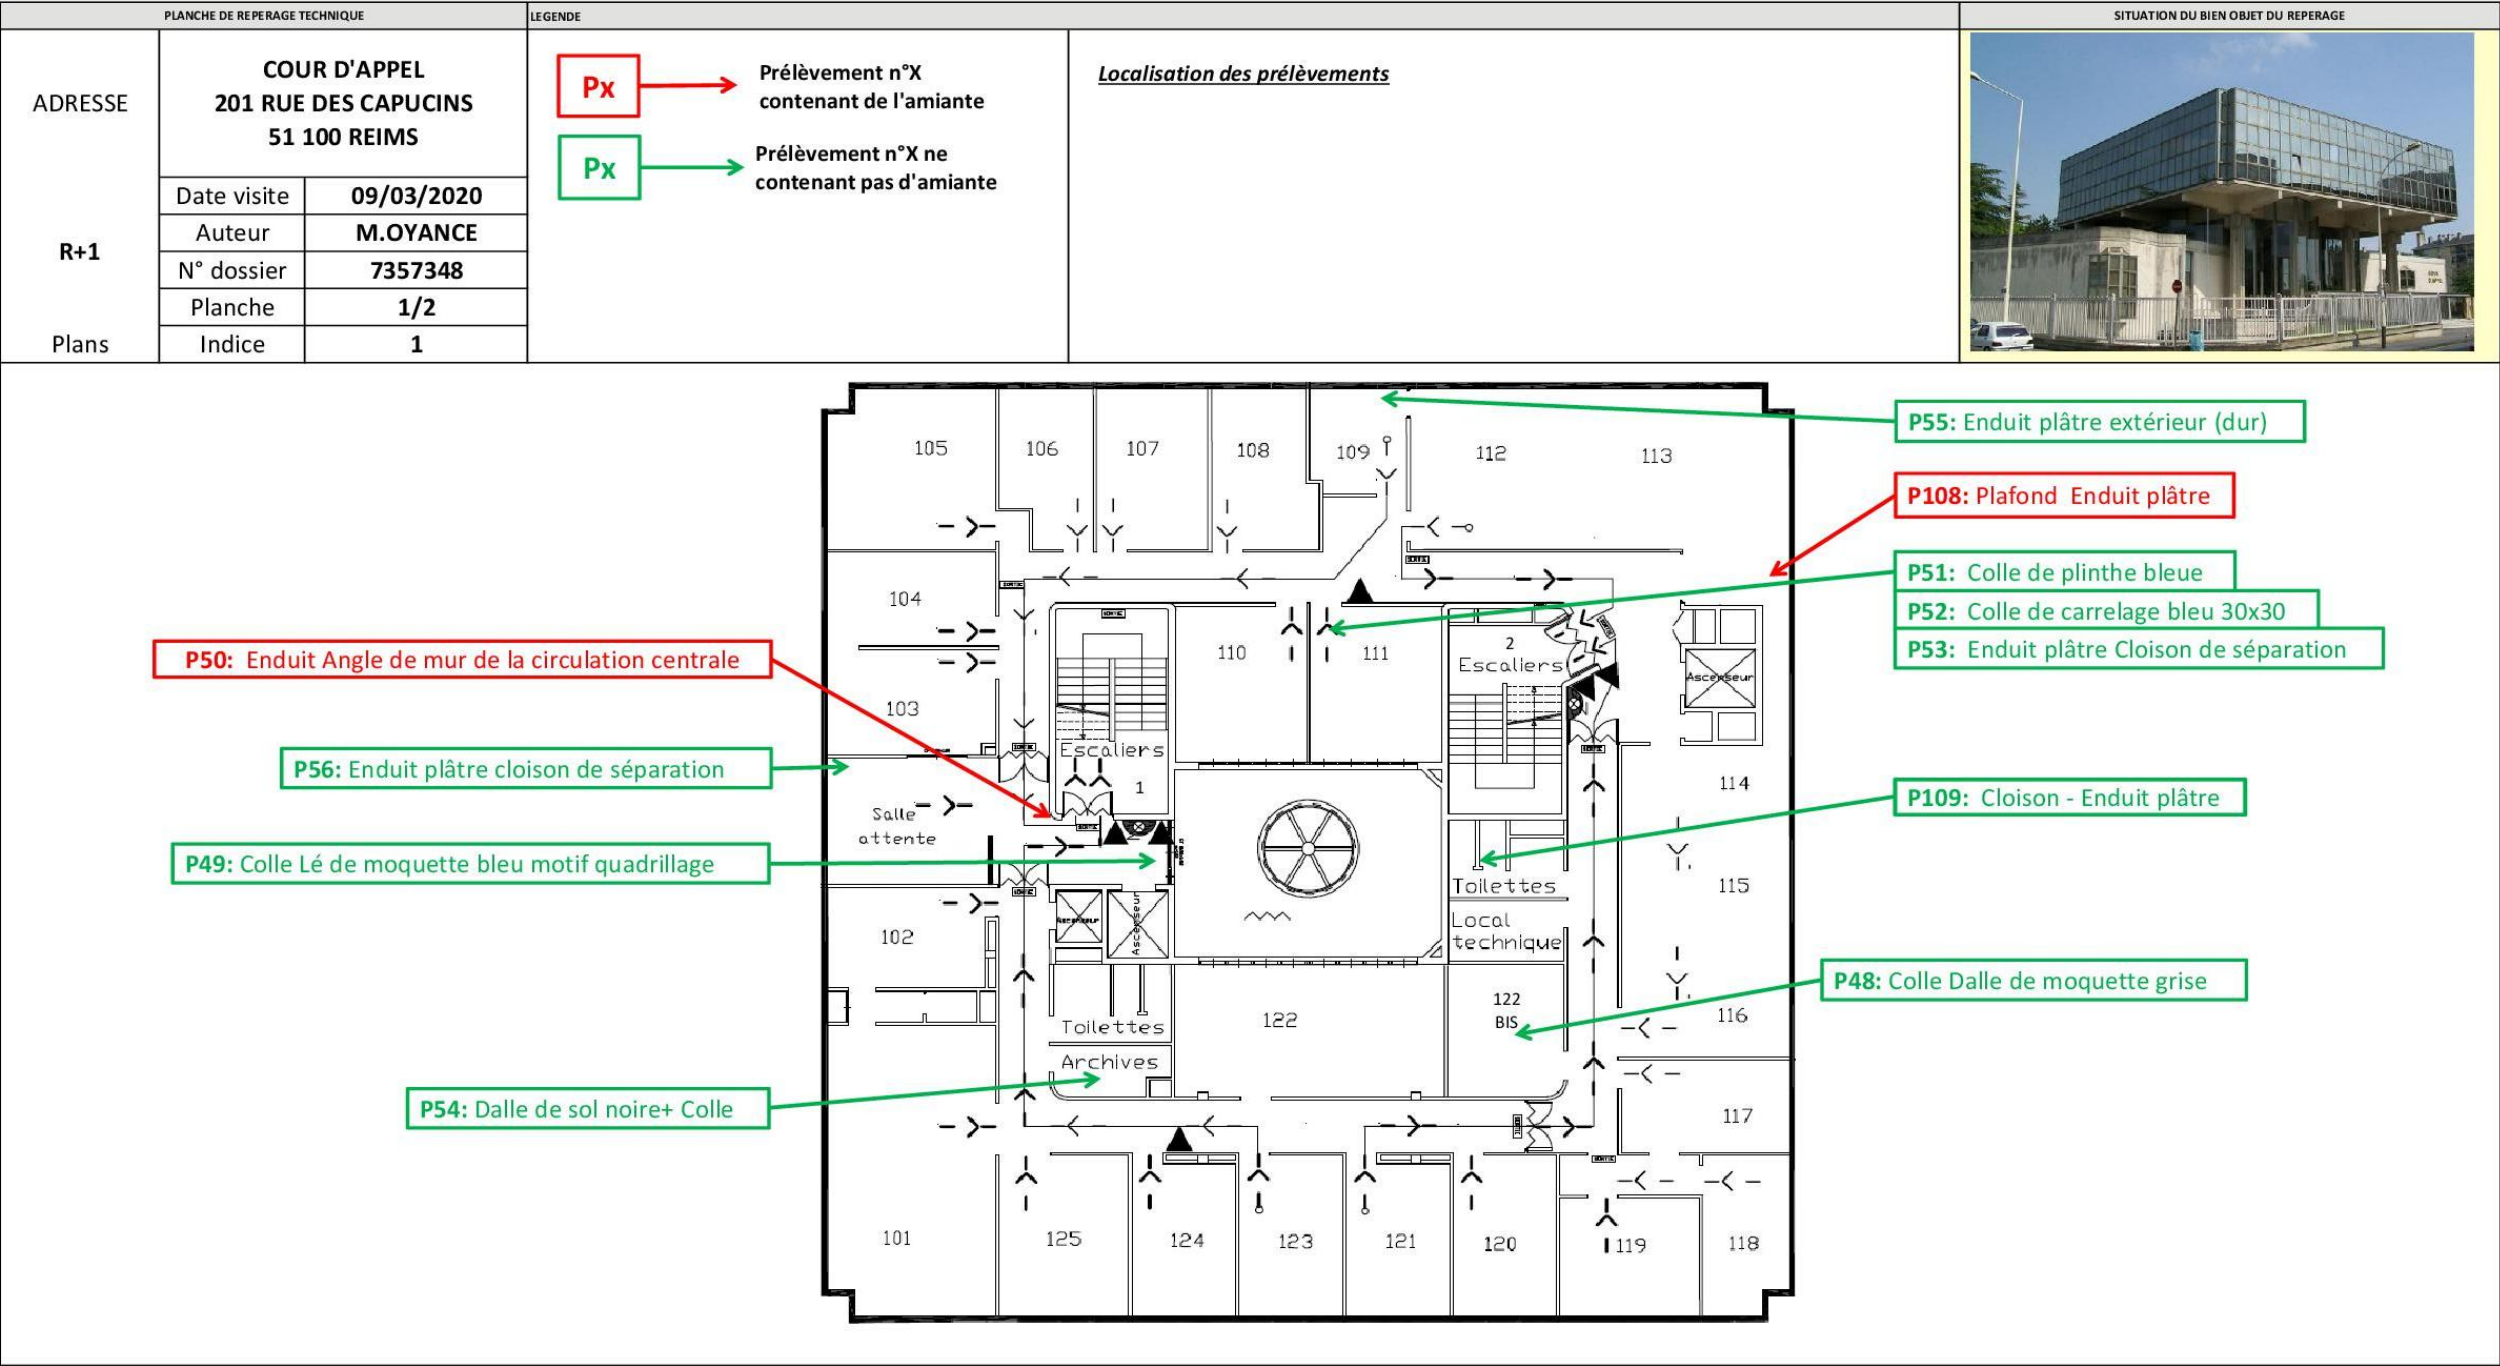 PLANCHE DE REPERAGE TECHNIQUE
LEGENDE
SITUATION DU BIEN OBJET DU REPERAGE
ADRESSE
COUR D'APPEL
201 RUE DES CAPUCINS
51 100 REIMS
R+1
Date visite 09/03/2020
Auteur M.OYANCE
N° dossier 7357348
Planche 1/2
Plans
Indice 1
Px
Prélèvement n°X
contenant de l'amiante
Px
Prélèvement n°X ne
contenant pas d'amiante
Localisation des prélèvements
P55: Enduit plâtre extérieur (dur)
P108: Plafond Enduit plâtre
P51: Colle de plinthe bleue
P52: Colle de carrelage bleu 30x30
P53: Enduit plâtre Cloison de séparation
P109: Cloison - Enduit plâtre
P48: Colle Dalle de moquette grise
P50: Enduit Angle de mur de la circulation centrale
P56: Enduit plâtre cloison de séparation
P49: Colle Lé de moquette bleu motif quadrillage
P54: Dalle de sol noire+ Colle
105
106
107
108
109
112
113
104
103
110
111
2
Escaliers
Ascenseur
Escaliers
1
Salle
attente
114
115
Toilettes
Local
technique
102
Ascenseur
Ascenseur
122
BIS
122
116
Toilettes
Archives
117
101
125
124
123
121
120
119
118